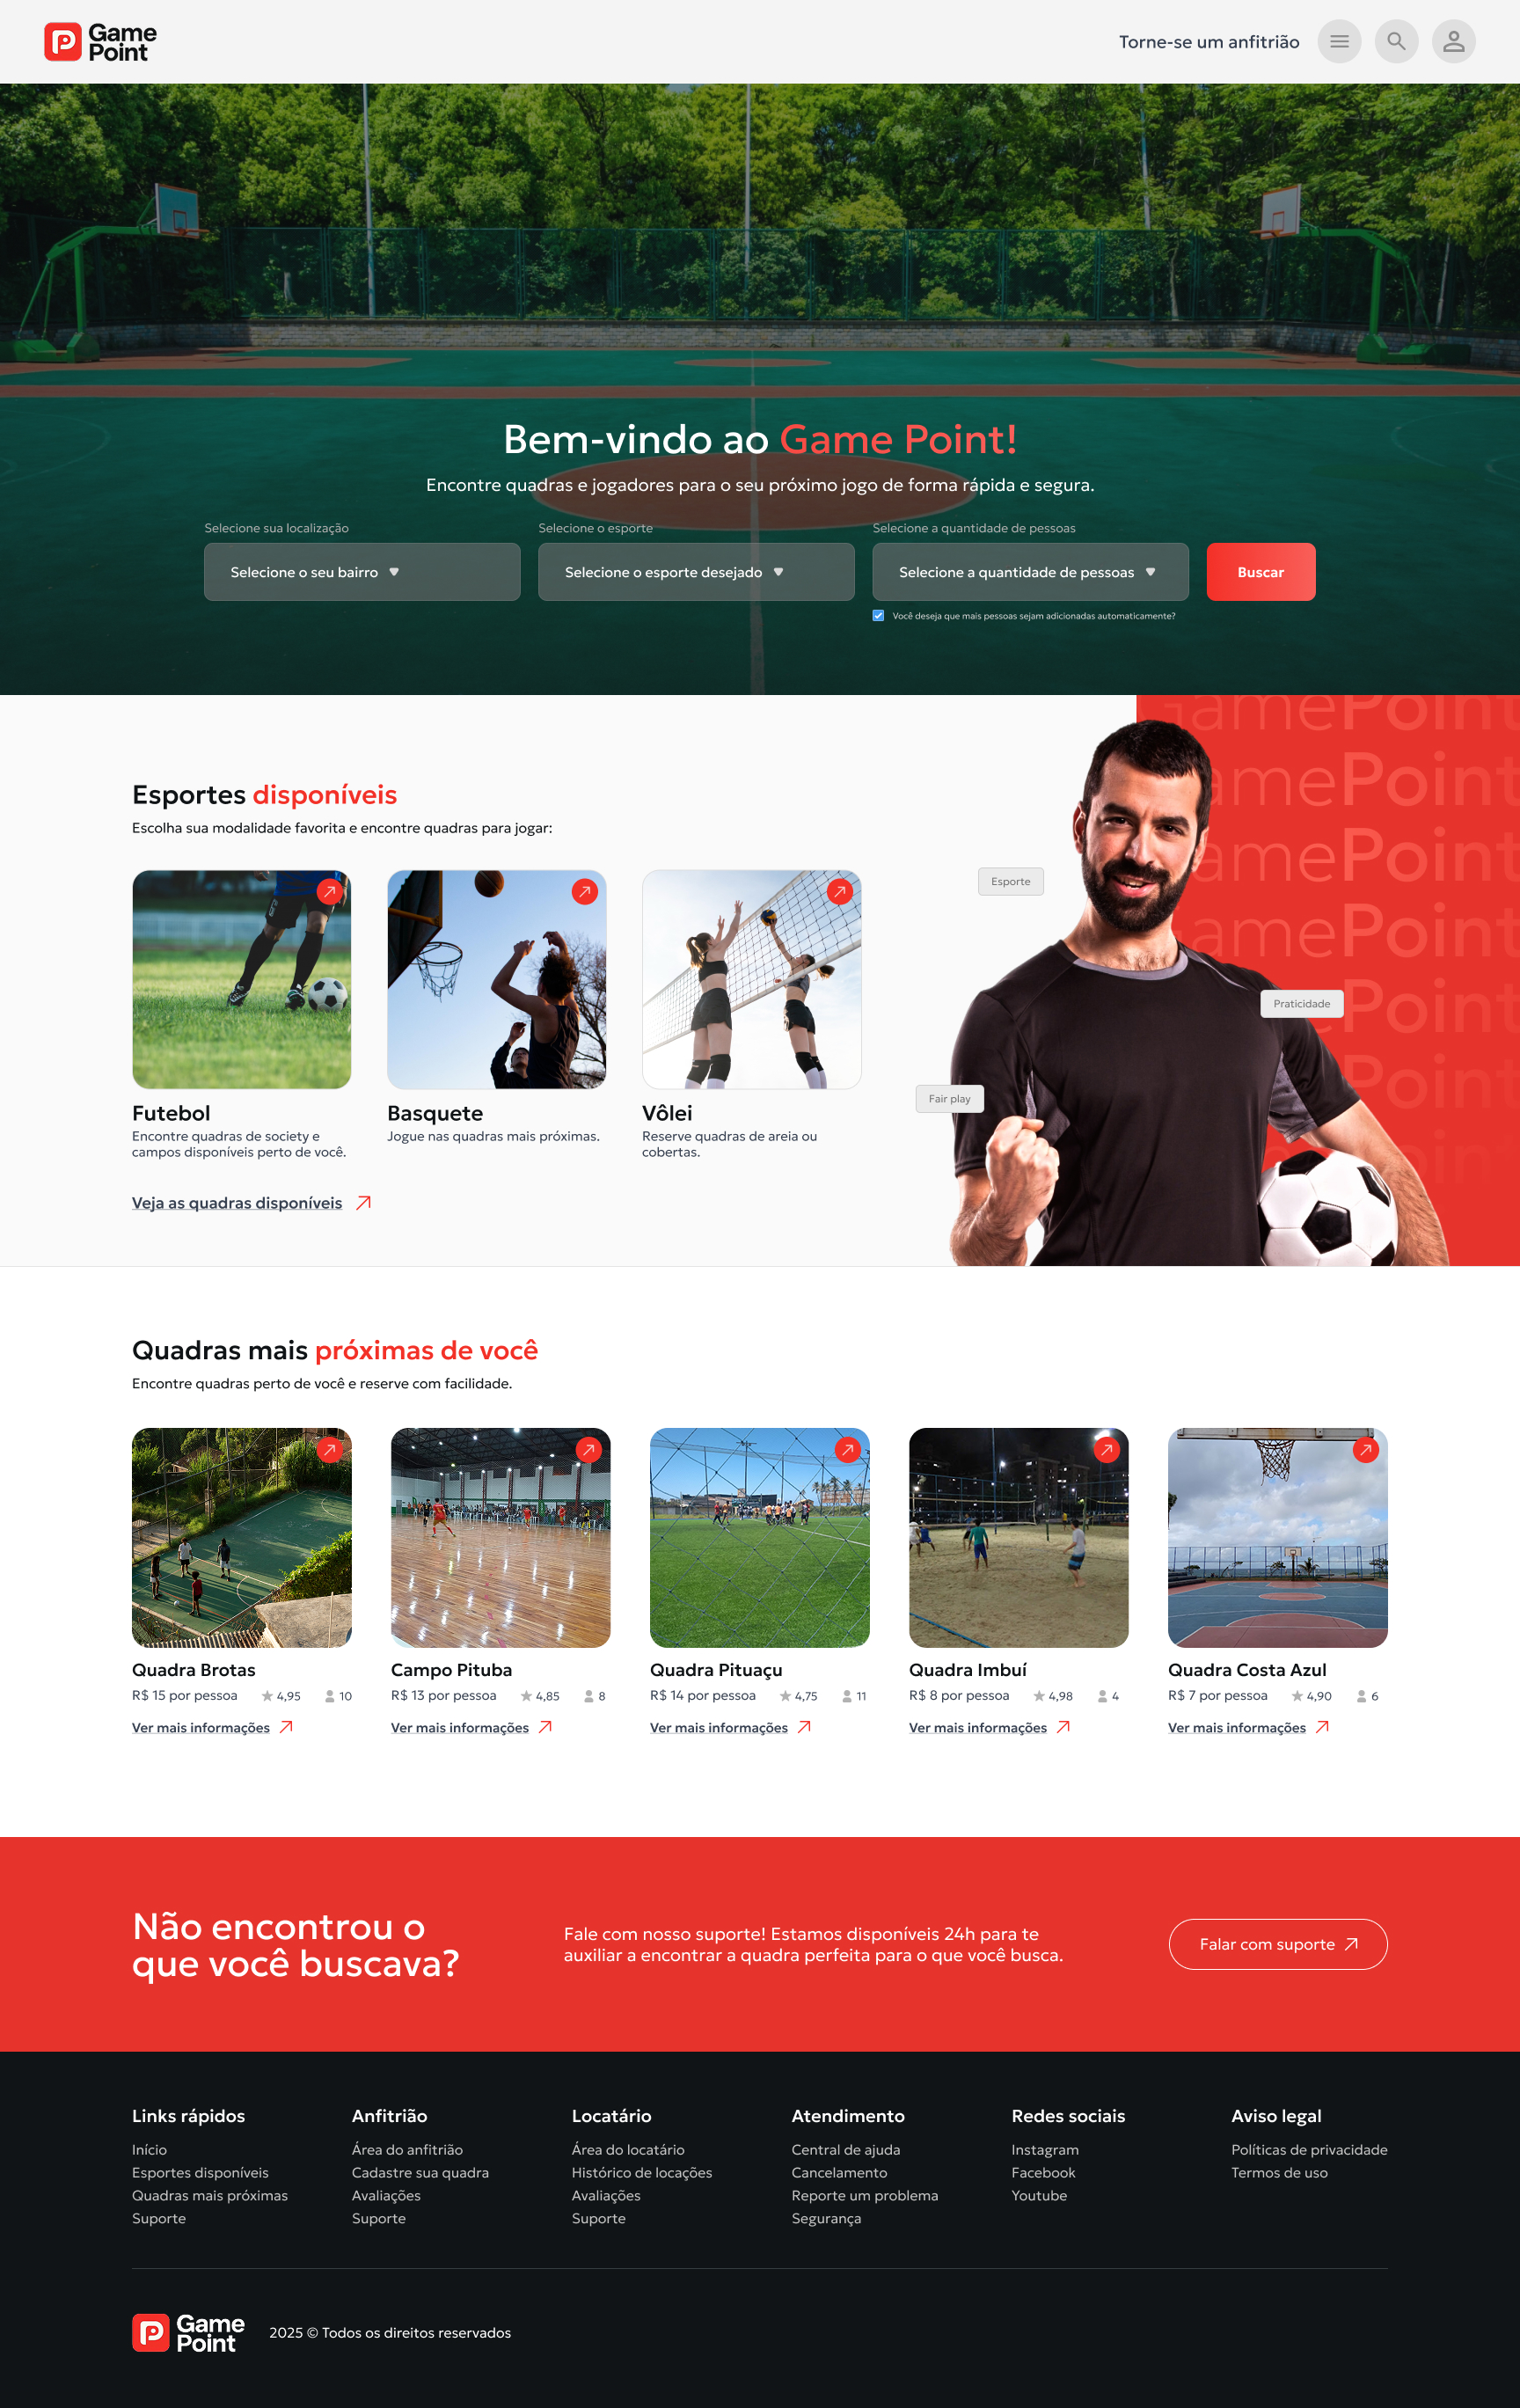 Game
Point
Torne-se um anfitrião
Bem-vindo ao Game Point!
Encontre quadras e jogadores para o seu próximo jogo de forma rápida e segura.
Selecione sua localização
Selecione o esporte
Selecione a quantidade de pessoas
Selecione o seu bairro
Selecione o esporte desejado
Selecione a quantidade de pessoas
Buscar
Você deseja que mais pessoas sejam adicionadas automaticamente?
GamePoint
GamePoint
GamePoint
GamePoint
Point
Point
Point
Esportes disponíveis
Escolha sua modalidade favorita e encontre quadras para jogar:
Esporte
Praticidade
Fair play
Futebol
Encontre quadras de society e
campos disponíveis perto de você.
Basquete
Jogue nas quadras mais próximas.
Vôlei
Reserve quadras de areia ou
cobertas.
Veja as quadras disponíveis
Quadras mais próximas de você
Encontre quadras perto de você e reserve com facilidade.
Quadra Brotas
R$ 15 por pessoa 4,95 10
Ver mais informações
Campo Pituba
R$ 13 por pessoa 4,85 8
Ver mais informações
Quadra Pituaçu
R$ 14 por pessoa 4,75 11
Ver mais informações
Quadra Imbuí
R$ 8 por pessoa 4,98 4
Ver mais informações
Quadra Costa Azul
R$ 7 por pessoa 4,90 6
Ver mais informações
Não encontrou o
que você buscava?
Fale com nosso suporte! Estamos disponíveis 24h para te
auxiliar a encontrar a quadra perfeita para o que você busca.
Falar com suporte
Links rápidos
Início
Esportes disponíveis
Quadras mais próximas
Suporte
Anfitrião
Área do anfitrião
Cadastre sua quadra
Avaliações
Suporte
Locatário
Área do locatário
Histórico de locações
Avaliações
Suporte
Atendimento
Central de ajuda
Cancelamento
Reporte um problema
Segurança
Redes sociais
Instagram
Facebook
Youtube
Aviso legal
Políticas de privacidade
Termos de uso
Game
Point
2025 © Todos os direitos reservados